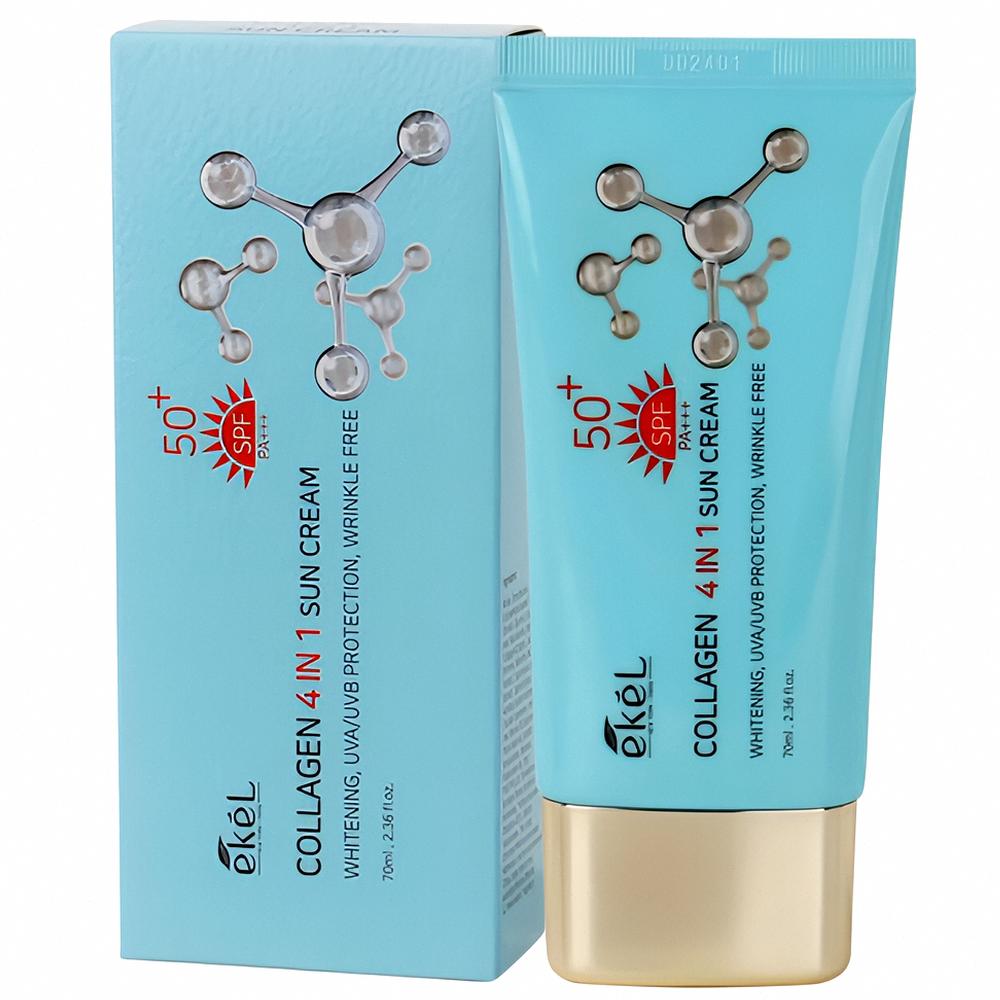 SUN CREAM
50+
SPF
PA+++
ekéL
COLLAGEN 4 IN 1 SUN CREAM
WHITENING, UVA/UVB PROTECTION, WRINKLE FREE
70ml . 2.36 fl.oz.
DD2401
50+
SPF
PA+++
ekéL
COLLAGEN 4 IN 1 SUN CREAM
WHITENING, UVA/UVB PROTECTION, WRINKLE FREE
70ml . 2.36 fl.oz.